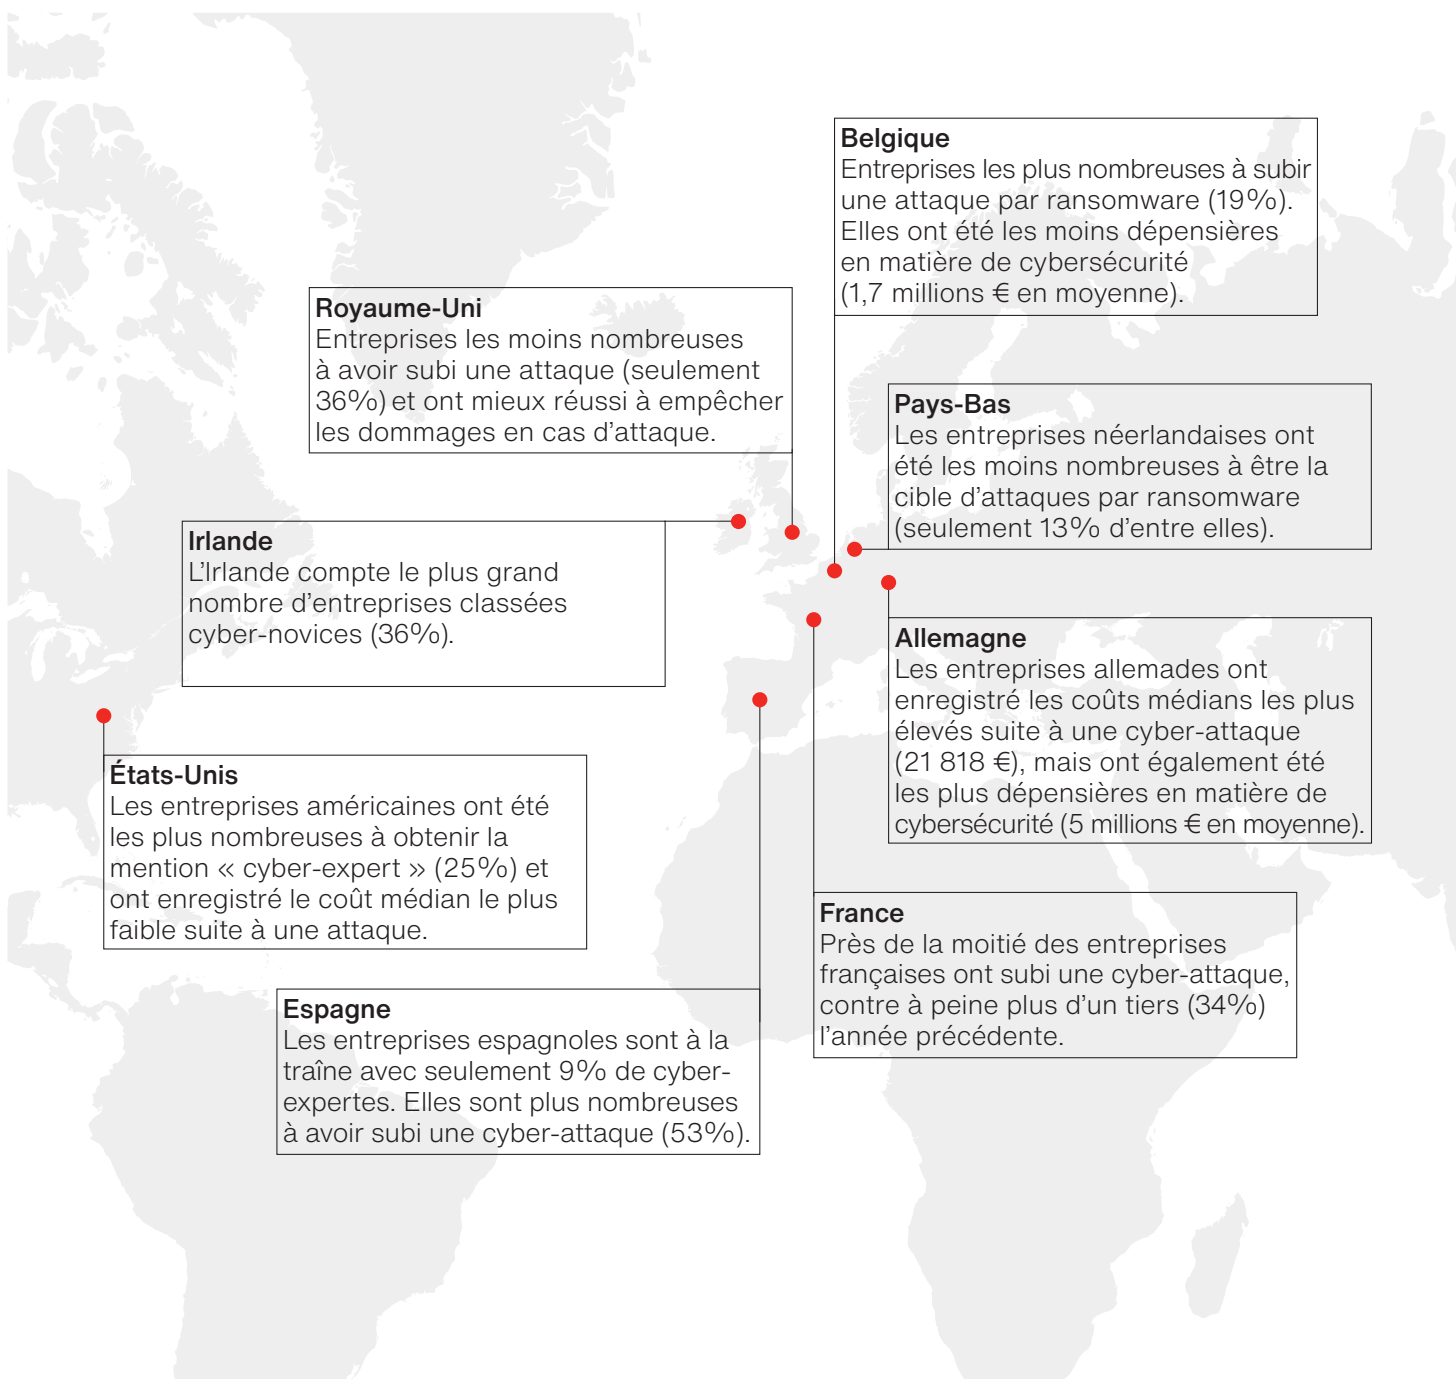 Belgique
Entreprises les plus nombreuses à subir
une attaque par ransomware (19%).
Elles ont été les moins dépensières
en matière de cybersécurité
(1,7 millions € en moyenne).
Royaume-Uni
Entreprises les moins nombreuses
à avoir subi une attaque (seulement
36%) et ont mieux réussi à empêcher
les dommages en cas d'attaque.
Pays-Bas
Les entreprises néerlandaises ont
été les moins nombreuses à être la
cible d'attaques par ransomware
(seulement 13% d'entre elles).
Irlande
L'Irlande compte le plus grand
nombre d'entreprises classées
cyber-novices (36%).
Allemagne
Les entreprises allemades ont
enregistré les coûts médians les plus
élevés suite à une cyber-attaque
(21 818 €), mais ont également été
les plus dépensières en matière de
cybersécurité (5 millions € en moyenne).
États-Unis
Les entreprises américaines ont été
les plus nombreuses à obtenir la
mention « cyber-expert » (25%) et
ont enregistré le coût médian le plus
faible suite à une attaque.
France
Près de la moitié des entreprises
françaises ont subi une cyber-attaque,
contre à peine plus d'un tiers (34%)
l'année précédente.
Espagne
Les entreprises espagnoles sont à la
traîne avec seulement 9% de cyber-
expertes. Elles sont plus nombreuses
à avoir subi une cyber-attaque (53%).